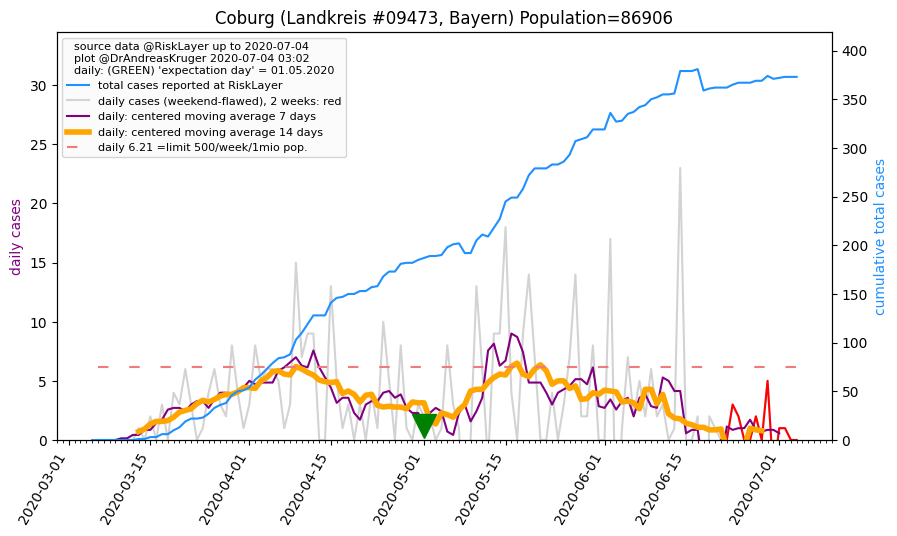 Coburg (Landkreis #09473, Bayern) Population=86906
source data @RiskLayer up to 2020-07-04
plot @DrAndreasKruger 2020-07-04 03:02
daily: (GREEN) 'expectation day' = 01.05.2020
total cases reported at RiskLayer
daily cases (weekend-flawed), 2 weeks: red
daily: centered moving average 7 days
daily: centered moving average 14 days
daily 6.21 =limit 500/week/1mio pop.
daily cases
0
5
10
15
20
25
30
cumulative total cases
0
50
100
150
200
250
300
350
400
2020-03-01
2020-03-15
2020-04-01
2020-04-15
2020-05-01
2020-05-15
2020-06-01
2020-06-15
2020-07-01